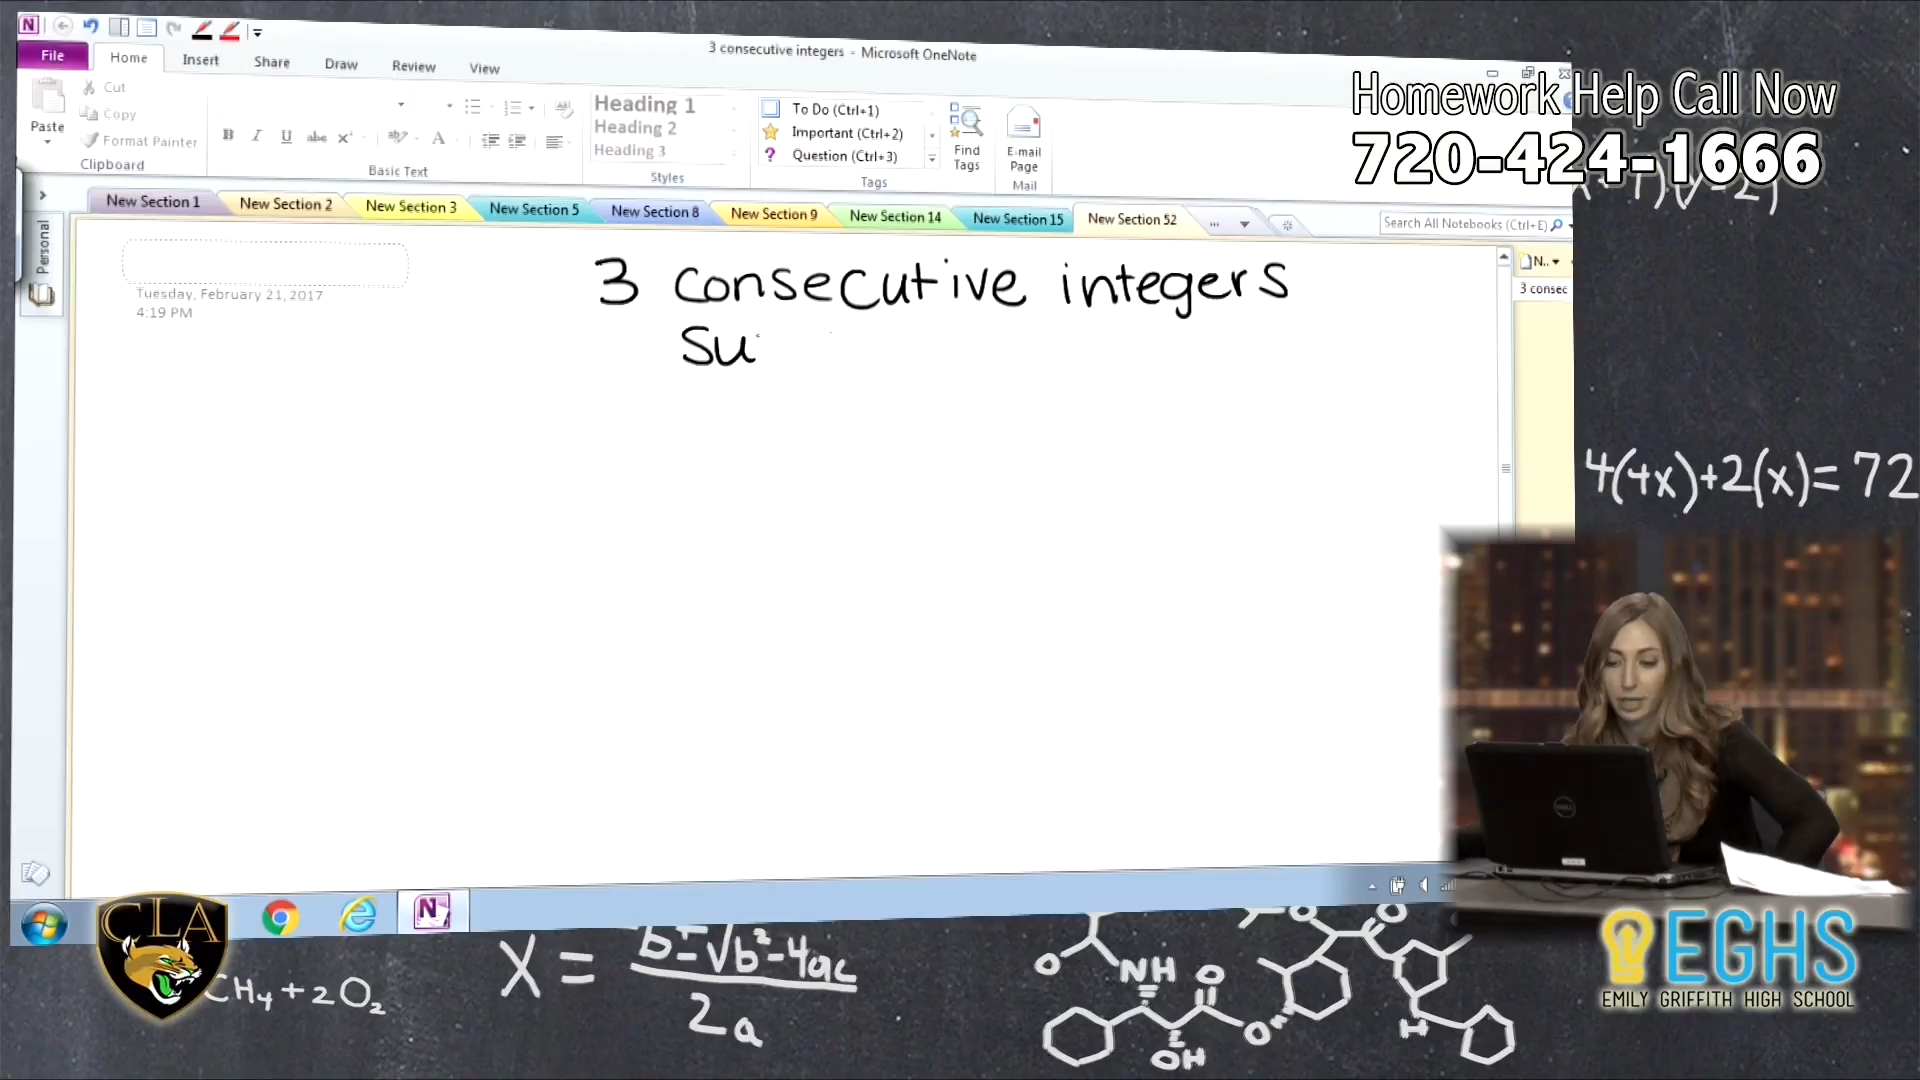 3 consecutive integers - Microsoft OneNote
File Home Insert Share Draw Review View
Cut
Copy
Format Painter
Paste
Clipboard
B I U abc x A
Basic Text
Heading 1
Heading 2
Heading 3
Styles
To Do (Ctrl+1)
Important (Ctrl+2)
Question (Ctrl+3)
Tags
Find
Tags
E-mail
Page
Mail
Homework Help Call Now
720-424-1666
New Section 1 New Section 2 New Section 3 New Section 5 New Section 8 New Section 9 New Section 14 New Section 15 New Section 52 ...
Search All Notebooks (Ctrl+E)
Personal
N..
3 consec
Tuesday, February 21, 2017
4:19 PM
3 consecutive integers
su
4(4x)+2(x)=72
DELL
CLA
CH4+2O2
X = b±√b²-4ac
2a
O NH O O O
O
OH
H
EGHS
EMILY GRIFFITH HIGH SCHOOL